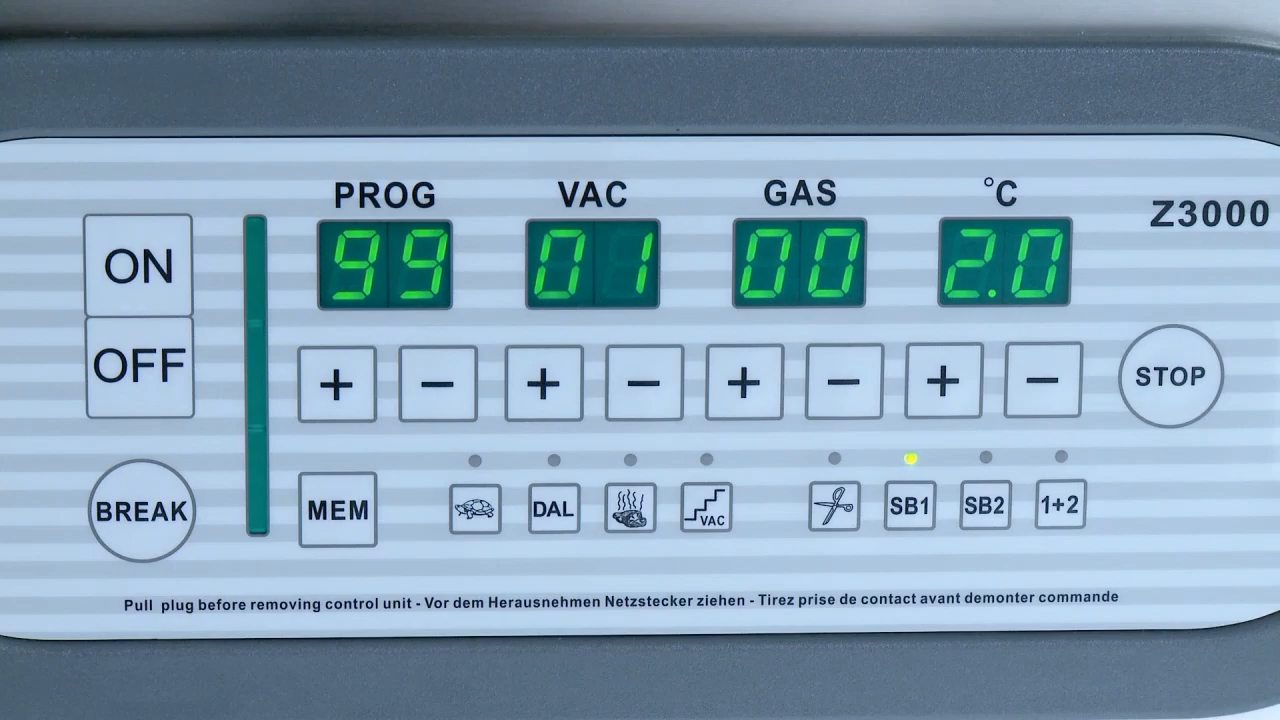 PROG VAC GAS °C
Z3000
99 01 00 2.0
ON
OFF
+ − + − + − + −
STOP
BREAK
MEM
DAL
VAC
SB1
SB2
1+2
Pull plug before removing control unit - Vor dem Herausnehmen Netzstecker ziehen - Tirez prise de contact avant demonter commande